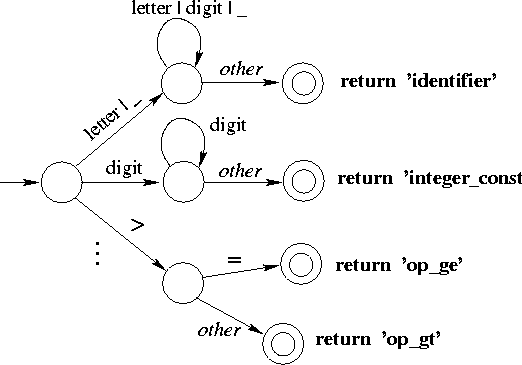 letter | digit | _
other
return 'identifier'
letter | _
digit
digit
other
return 'integer_const
>
=
return 'op_ge'
other
return 'op_gt'